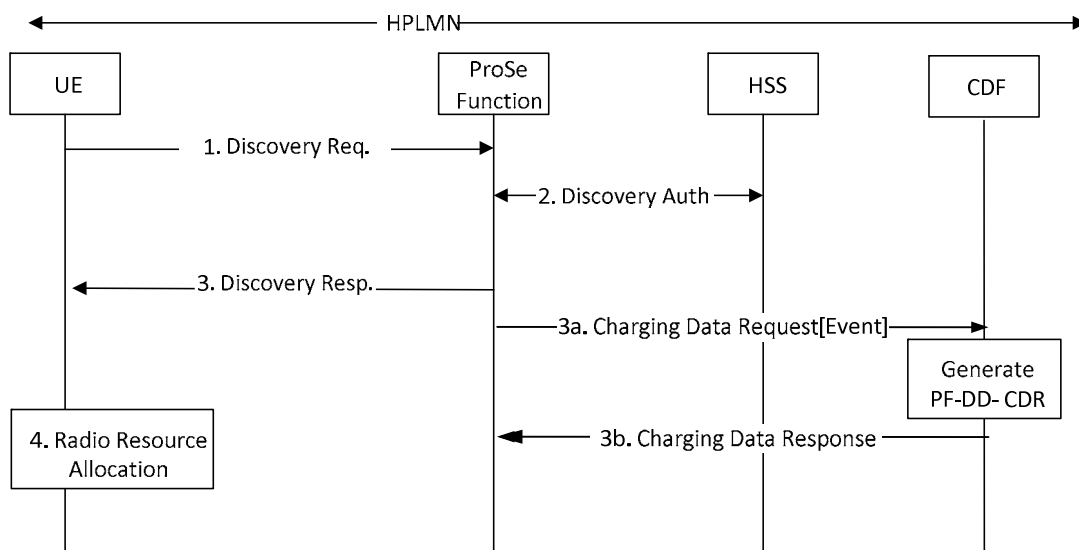 HPLMN
UE
ProSe
Function
HSS
CDF
1. Discovery Req.
2. Discovery Auth
3. Discovery Resp.
3a. Charging Data Request[Event]
Generate
PF-DD- CDR
4. Radio Resource
Allocation
3b. Charging Data Response